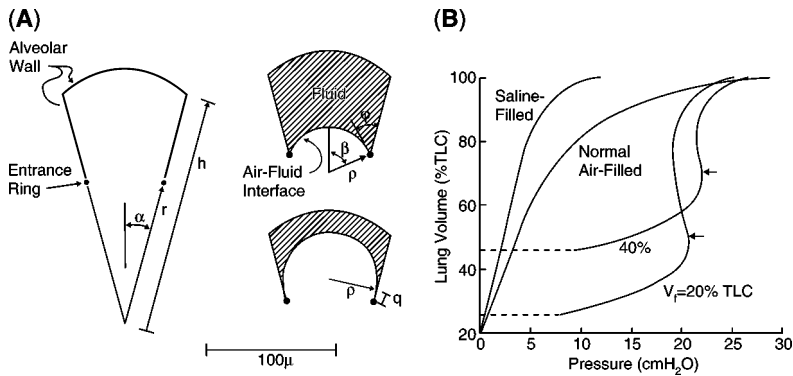 (A)
Alveolar
Wall
Entrance
Ring
α
r
h
Fluid
φ
β
ρ
Air-Fluid
Interface
ρ
q
100μ
(B)
Lung Volume (%TLC)
100
80
60
40
20
Saline-
Filled
Normal
Air-Filled
40%
Vf=20% TLC
0
5
10
15
20
25
30
Pressure (cmH2O)